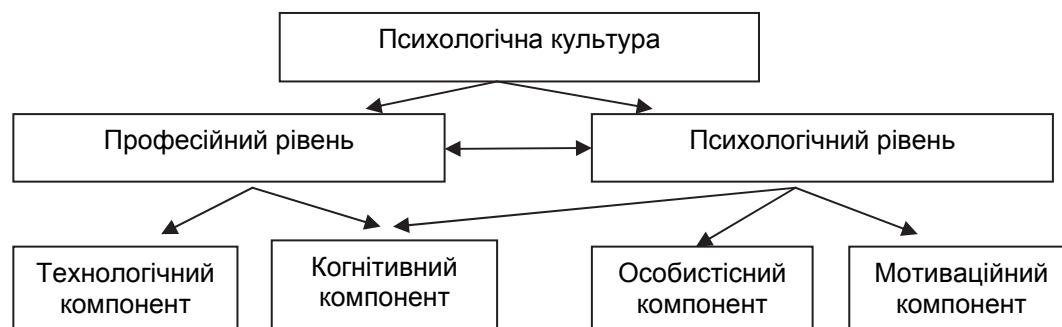 Психологічна культура
Професійний рівень
Психологічний рівень
Технологічний
компонент
Когнітивний
компонент
Особистісний
компонент
Мотиваційний
компонент